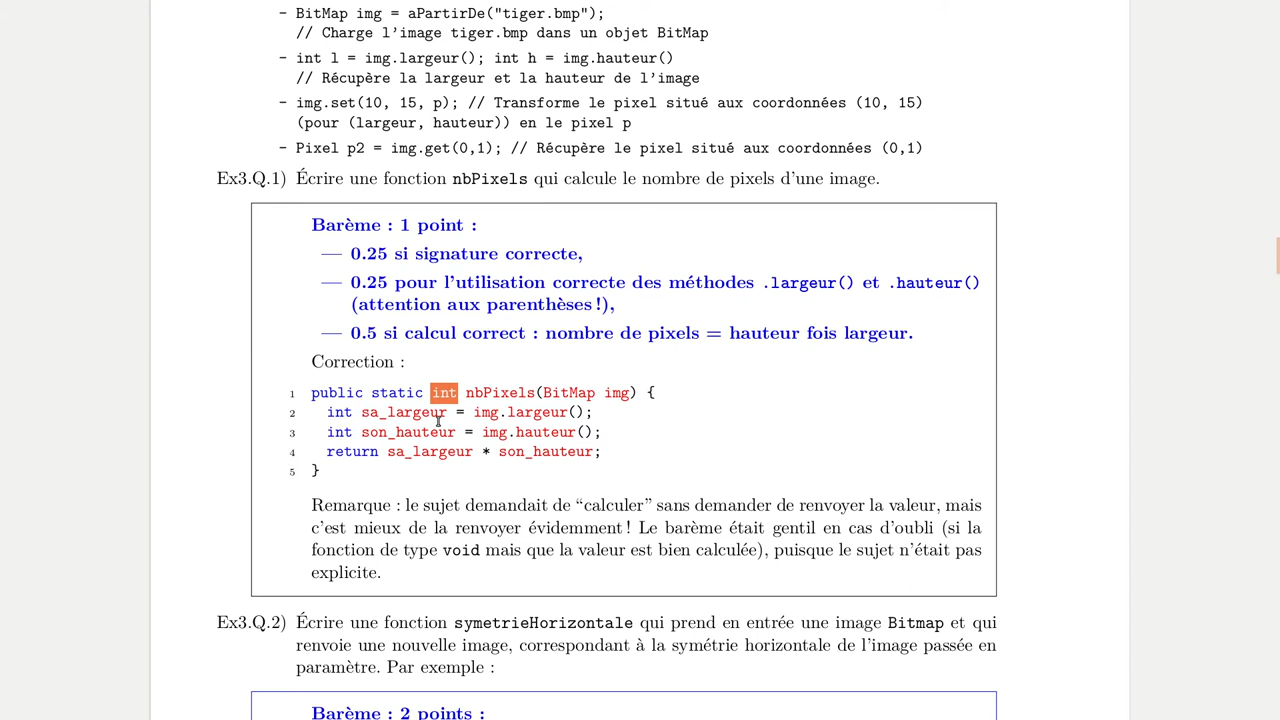 – BitMap img = aPartirDe("tiger.bmp");
// Charge l'image tiger.bmp dans un objet BitMap
– int l = img.largeur(); int h = img.hauteur()
// Récupère la largeur et la hauteur de l'image
– img.set(10, 15, p); // Transforme le pixel situé aux coordonnées (10, 15)
(pour (largeur, hauteur)) en le pixel p
– Pixel p2 = img.get(0,1); // Récupère le pixel situé aux coordonnées (0,1)
Ex3.Q.1) Écrire une fonction nbPixels qui calcule le nombre de pixels d'une image.
Barème : 1 point :
— 0.25 si signature correcte,
— 0.25 pour l'utilisation correcte des méthodes .largeur() et .hauteur()
(attention aux parenthèses !),
— 0.5 si calcul correct : nombre de pixels = hauteur fois largeur.
Correction :
1 public static int nbPixels(BitMap img) {
2 int sa_largeur = img.largeur();
3 int son_hauteur = img.hauteur();
4 return sa_largeur * son_hauteur;
5 }
Remarque : le sujet demandait de “calculer” sans demander de renvoyer la valeur, mais
c'est mieux de la renvoyer évidemment ! Le barème était gentil en cas d'oubli (si la
fonction de type void mais que la valeur est bien calculée), puisque le sujet n'était pas
explicite.
Ex3.Q.2) Écrire une fonction symetrieHorizontale qui prend en entrée une image Bitmap et qui
renvoie une nouvelle image, correspondant à la symétrie horizontale de l'image passée en
paramètre. Par exemple :
Barème : 2 points :